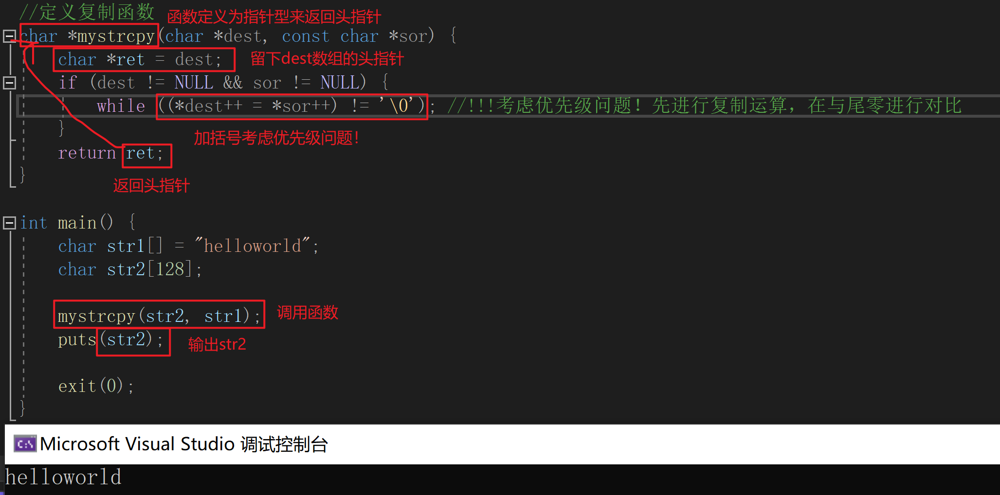 //定义复制函数 函数定义为指针型来返回头指针
char *mystrcpy(char *dest, const char *sor) {
char *ret = dest; 留下dest数组的头指针
if (dest != NULL && sor != NULL) {
while ((*dest++ = *sor++) != '\0'); //!!!考虑优先级问题！先进行复制运算，在与尾零进行对比
}
加括号考虑优先级问题！
return ret;
}
返回头指针
int main() {
char str1[] = "helloworld";
char str2[128];
mystrcpy(str2, str1); 调用函数
puts(str2); 输出str2
exit(0);
}
C:\ Microsoft Visual Studio 调试控制台
helloworld